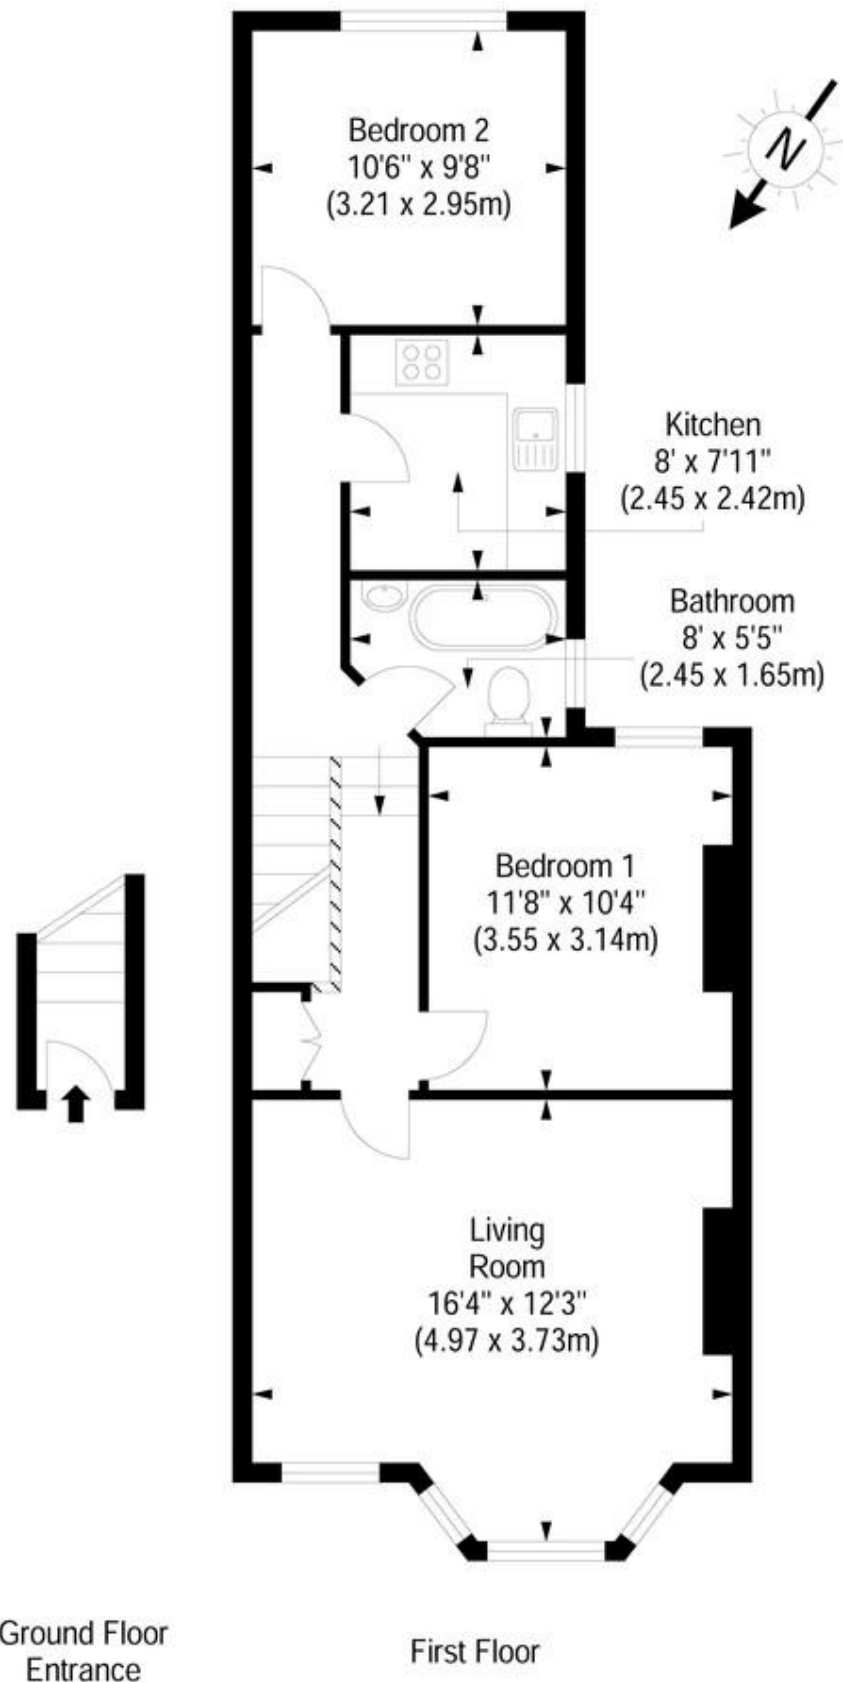 Bedroom 2
10'6" x 9'8"
(3.21 x 2.95m)
N
Kitchen
8' x 7'11"
(2.45 x 2.42m)
Bathroom
8' x 5'5"
(2.45 x 1.65m)
Bedroom 1
11'8" x 10'4"
(3.55 x 3.14m)
Living
Room
16'4" x 12'3"
(4.97 x 3.73m)
Ground Floor
Entrance
First Floor